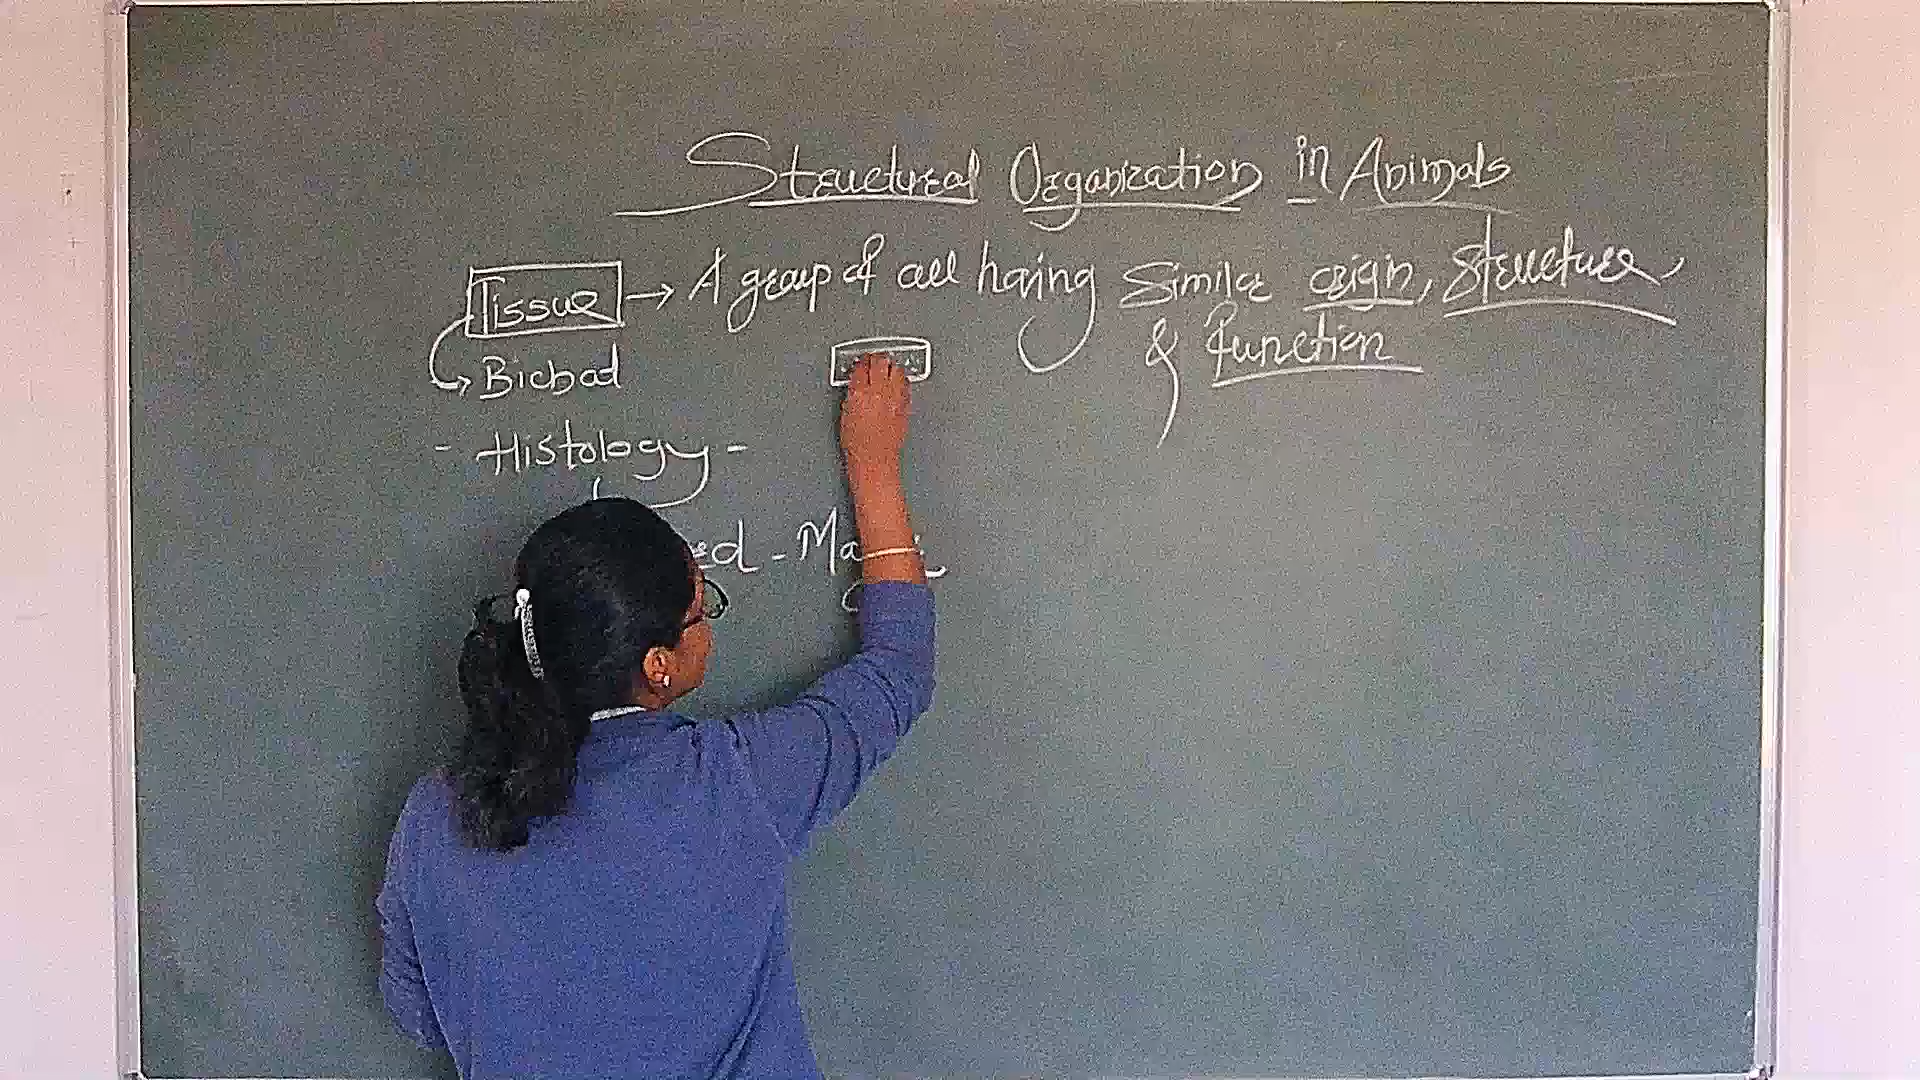 Structural Organization in Animals
Tissue → A group of cell having Similar origin, Structure,
& function
Bichat
- Histology -